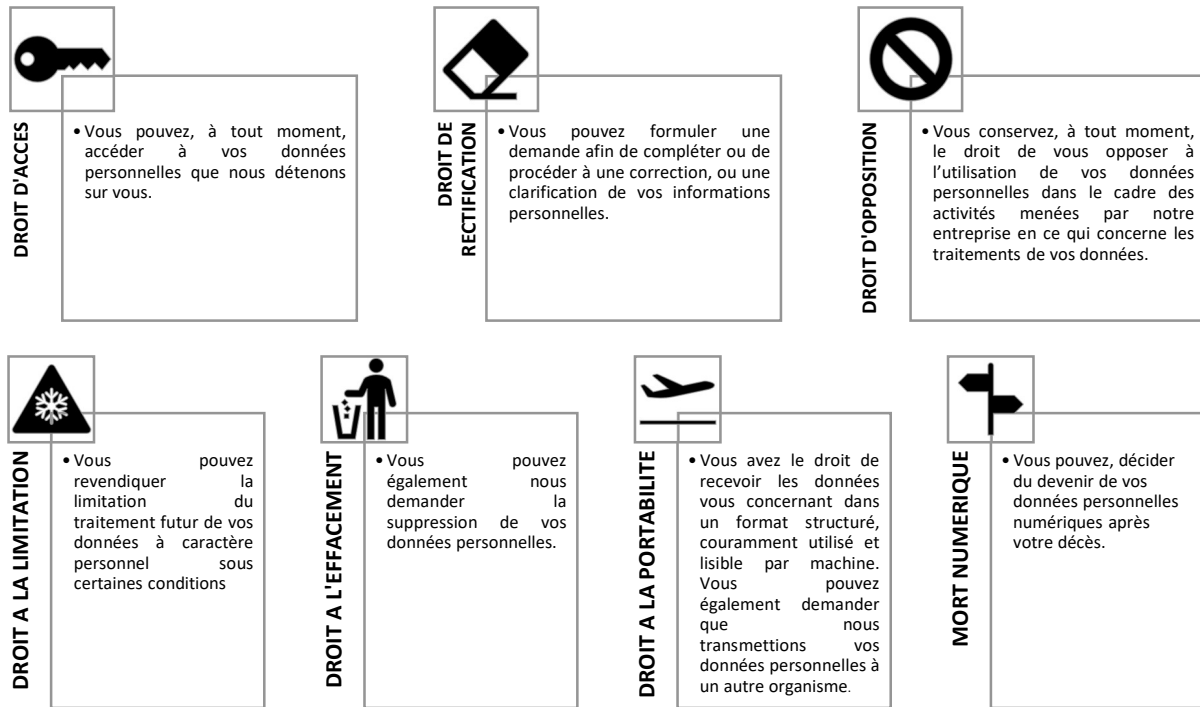 DROIT D'ACCES
• Vous pouvez, à tout moment,
accéder à vos données
personnelles que nous détenons
sur vous.
DROIT DE
RECTIFICATION
• Vous pouvez formuler une
demande afin de compléter ou de
procéder à une correction, ou une
clarification de vos informations
personnelles.
DROIT D'OPPOSITION
• Vous conservez, à tout moment,
le droit de vous opposer à
l’utilisation de vos données
personnelles dans le cadre des
activités menées par notre
entreprise en ce qui concerne les
traitements de vos données.
DROIT A LA LIMITATION
• Vous pouvez
revendiquer la
limitation du
traitement futur de vos
données à caractère
personnel sous
certaines conditions
DROIT A L'EFFACEMENT
• Vous pouvez
également nous
demander la
suppression de vos
données personnelles.
DROIT A LA PORTABILITE
• Vous avez le droit de
recevoir les données
vous concernant dans
un format structuré,
couramment utilisé et
lisible par machine.
Vous pouvez
également demander
que nous
transmettions vos
données personnelles à
un autre organisme.
MORT NUMERIQUE
• Vous pouvez, décider
du devenir de vos
données personnelles
numériques après
votre décès.